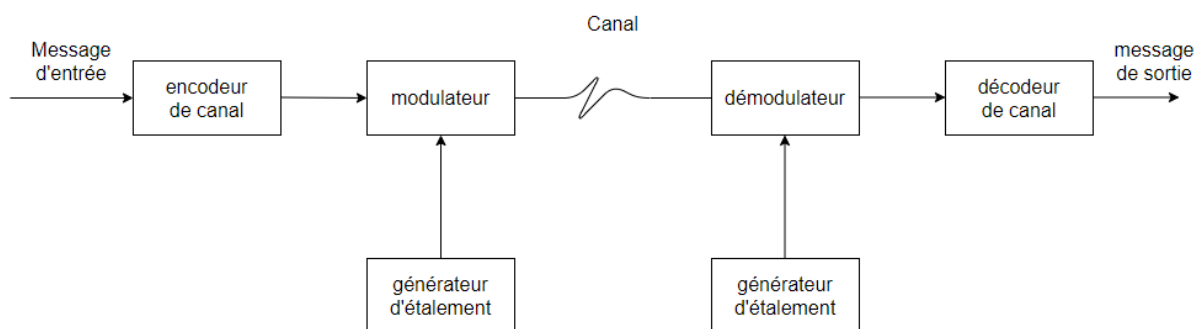 Canal
Message
d'entrée
encodeur
de canal
modulateur
démodulateur
décodeur
de canal
message
de sortie
générateur
d'étalement
générateur
d'étalement